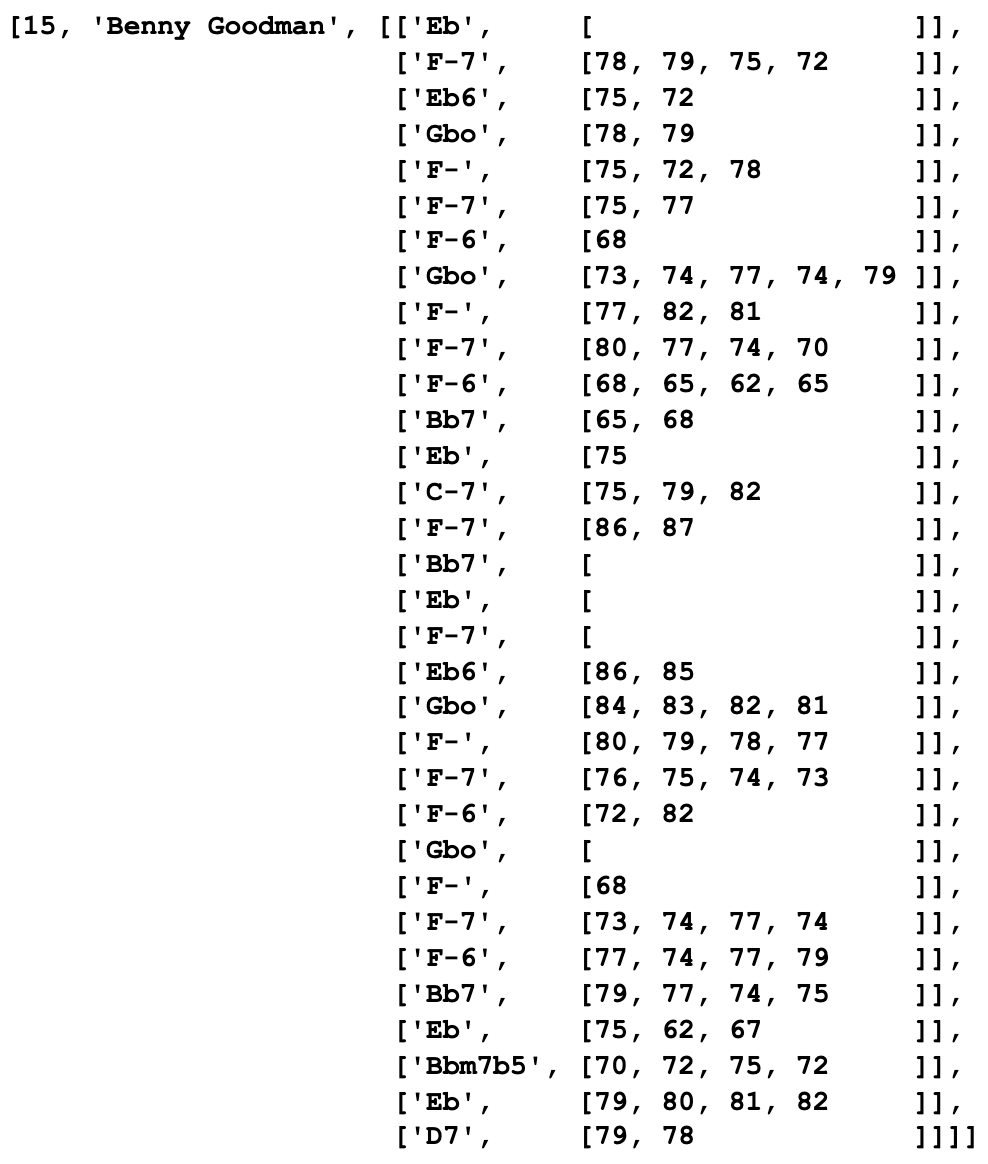 [15, 'Benny Goodman', [['Eb', [ ]],
['F-7', [78, 79, 75, 72 ]],
['Eb6', [75, 72 ]],
['Gbo', [78, 79 ]],
['F-', [75, 72, 78 ]],
['F-7', [75, 77 ]],
['F-6', [68 ]],
['Gbo', [73, 74, 77, 74, 79 ]],
['F-', [77, 82, 81 ]],
['F-7', [80, 77, 74, 70 ]],
['F-6', [68, 65, 62, 65 ]],
['Bb7', [65, 68 ]],
['Eb', [75 ]],
['C-7', [75, 79, 82 ]],
['F-7', [86, 87 ]],
['Bb7', [ ]],
['Eb', [ ]],
['F-7', [ ]],
['Eb6', [86, 85 ]],
['Gbo', [84, 83, 82, 81 ]],
['F-', [80, 79, 78, 77 ]],
['F-7', [76, 75, 74, 73 ]],
['F-6', [72, 82 ]],
['Gbo', [ ]],
['F-', [68 ]],
['F-7', [73, 74, 77, 74 ]],
['F-6', [77, 74, 77, 79 ]],
['Bb7', [79, 77, 74, 75 ]],
['Eb', [75, 62, 67 ]],
['Bbm7b5', [70, 72, 75, 72 ]],
['Eb', [79, 80, 81, 82 ]],
['D7', [79, 78 ]]]]